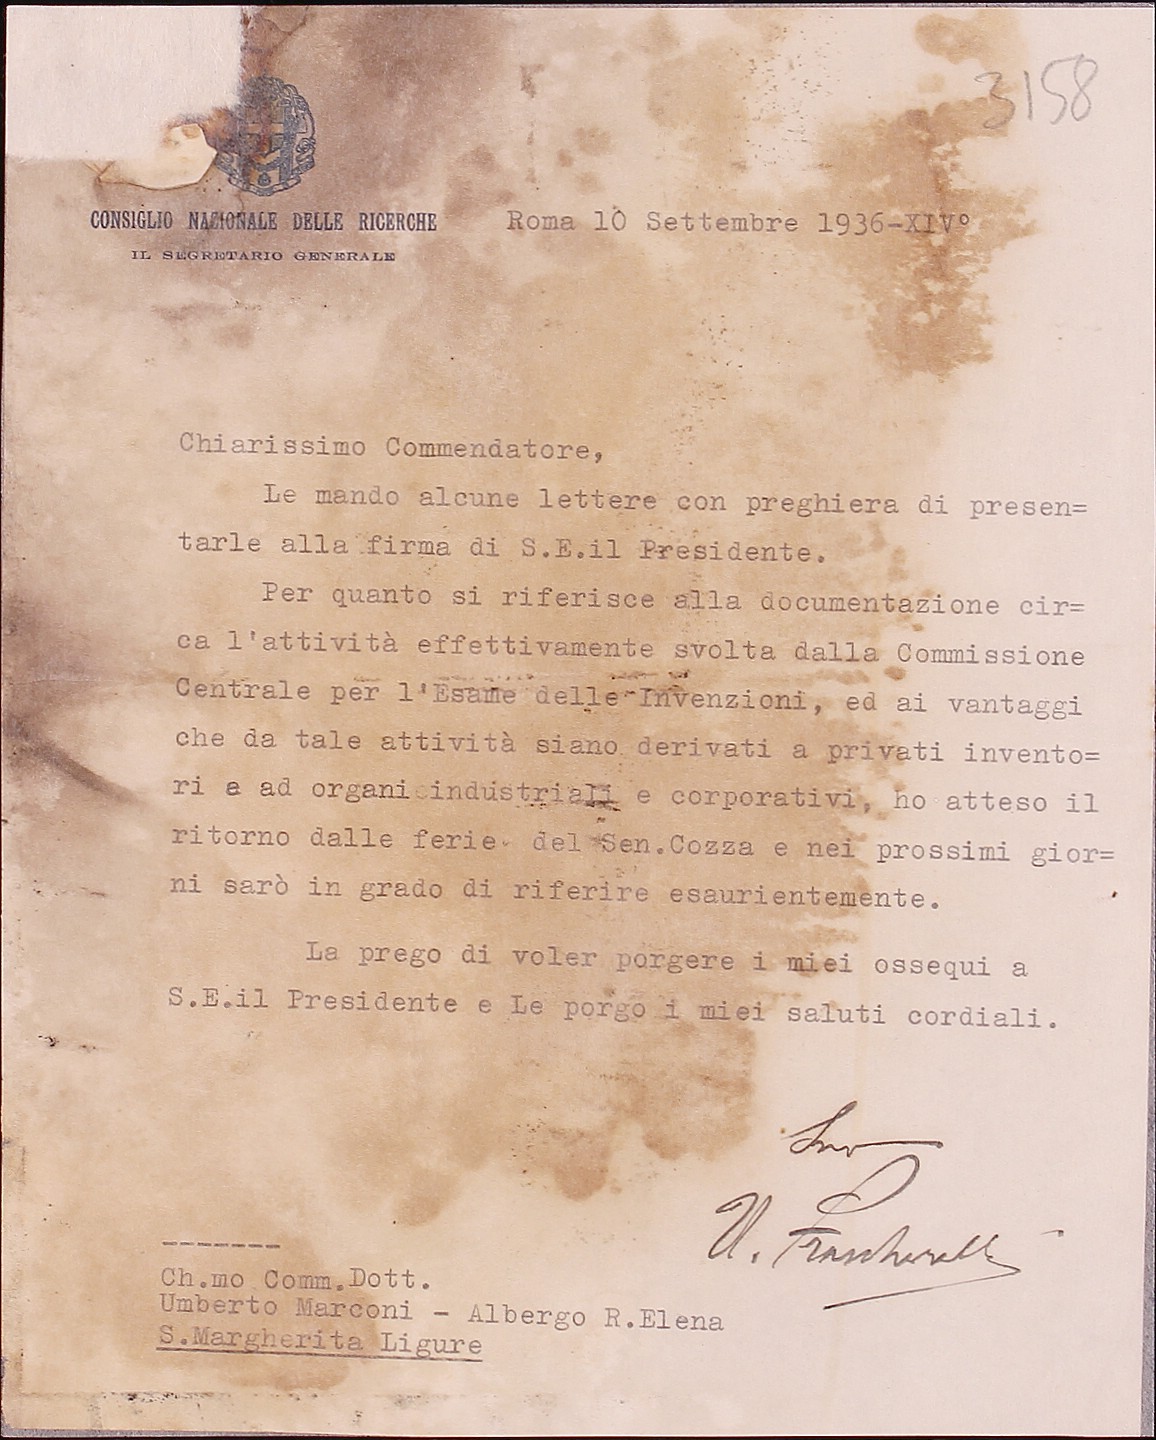 3158
CONSIGLIO NAZIONALE DELLE RICERCHE
IL SEGRETARIO GENERALE
Roma 10 Settembre 1936-XIV°
Chiarissimo Commendatore,
Le mando alcune lettere con preghiera di presen=
tarle alla firma di S.E.il Presidente.
Per quanto si riferisce alla documentazione cir=
ca l'attività effettivamente svolta dalla Commissione
Centrale per l'Esame delle Invenzioni, ed ai vantaggi
che da tale attività siano derivati a privati invento=
ri e ad organi industriali e corporativi, ho atteso il
ritorno dalle ferie del Sen.Cozza e nei prossimi gior=
ni sarò in grado di riferire esaurientemente.
La prego di voler porgere i miei ossequi a
S.E.il Presidente e Le porgo i miei saluti cordiali.
Suo
U. Frascherelli
-------
Ch.mo Comm.Dott.
Umberto Marconi - Albergo R.Elena
S.Margherita Ligure